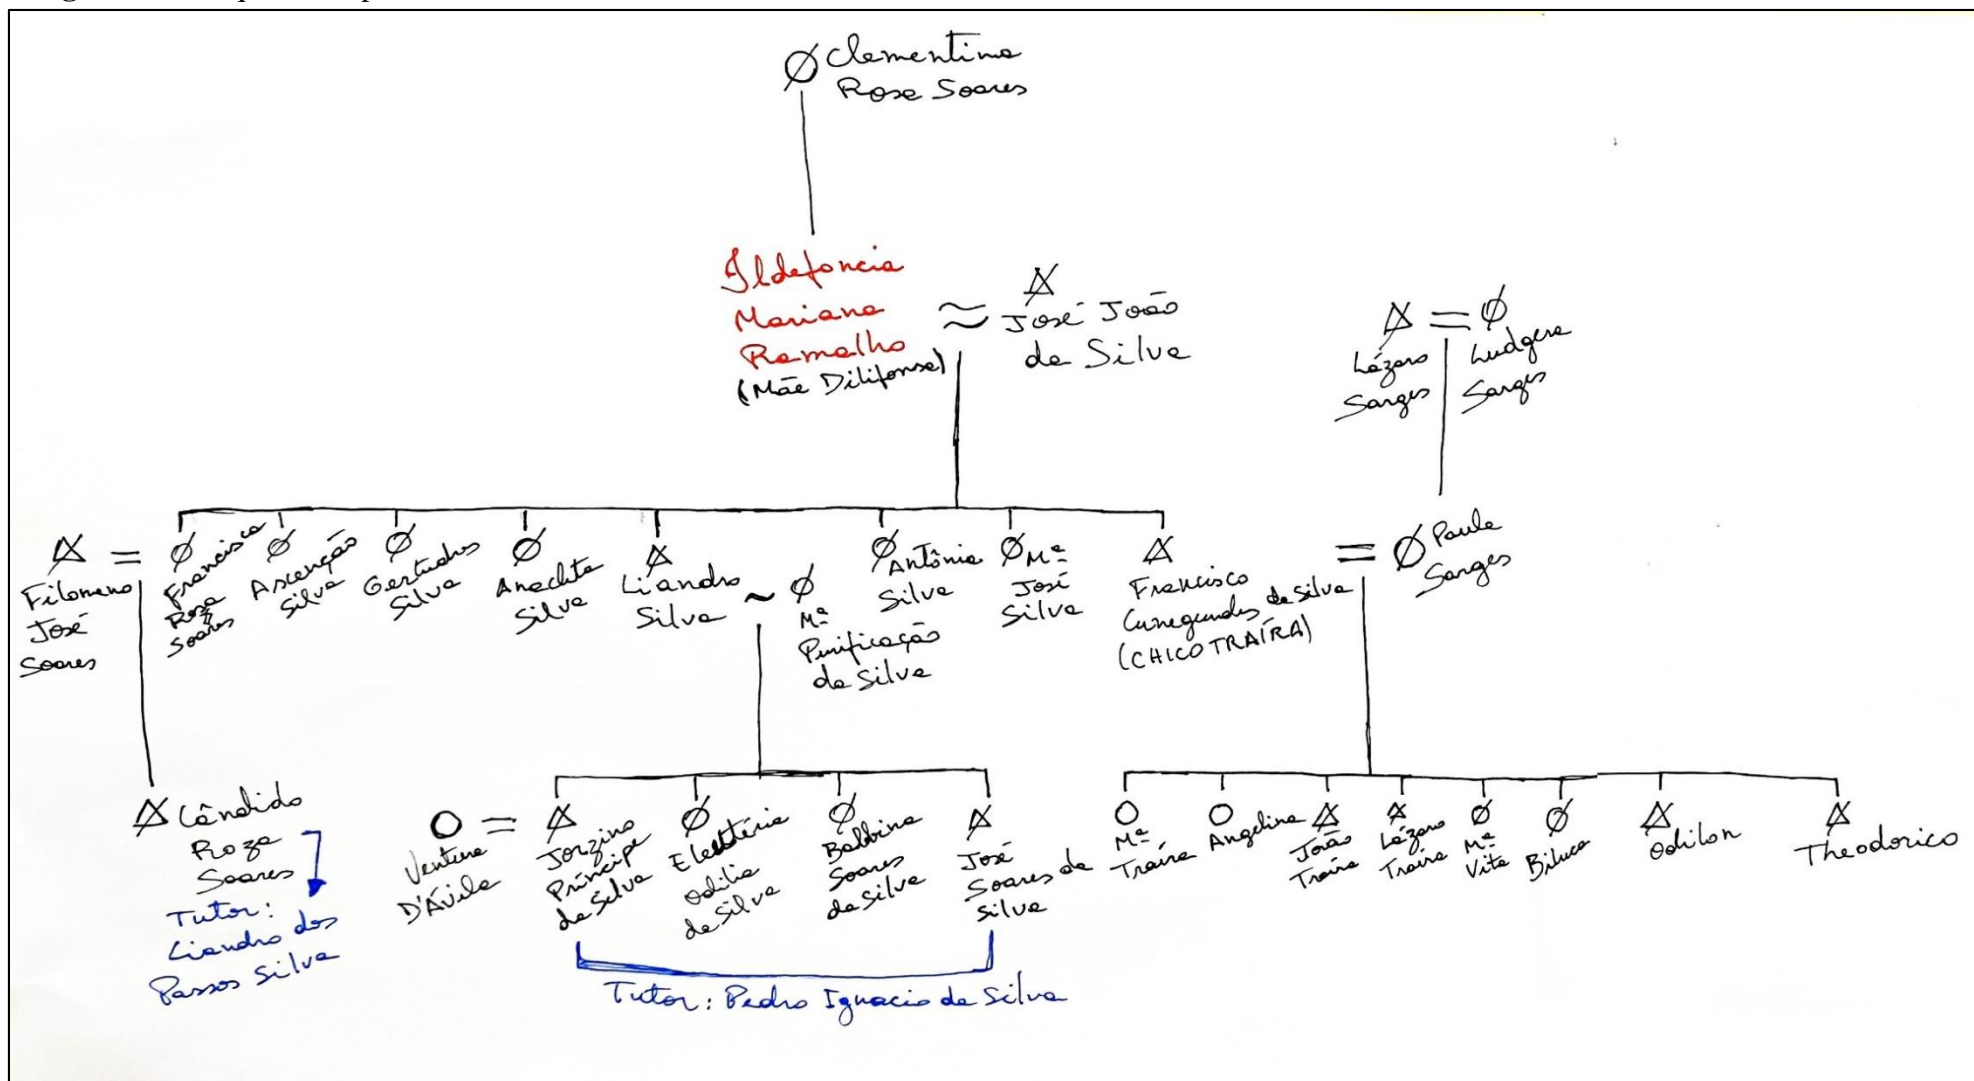 Clementina
Rosa Soares
Ildefoncia
Mariana
Ramalho
(Mãe Dilifonsa)
José João
da Silva
Lázaro
Sarges
Ludgera
Sarges
Filomeno
José
Soares
Francisca
Rosa
Soares
Ascenção
Silva
Gertudes
Silva
Anaclita
Silva
Liandro
Silva
Mª
Purificação
da Silva
Antônia
Silva
Mª
José
Silva
Francisco
Cunegundes da Silva
(CHICO TRAÍRA)
Paula
Sarges
Cândido
Roza
Soares
Tutor:
Liandro dos
Passos Silva
Ventura
D'Ávila
Jorzino
Príncipe
da Silva
Eleutéria
Odilia
da Silva
Balbina
Soares
da Silva
José
Soares da
Silva
Tutor: Pedro Ignacio da Silva
Mª
Traíra
Angelina
João
Traíra
Lázaro
Traíra
Mª
Vita
Biluca
Odilon
Theodorico